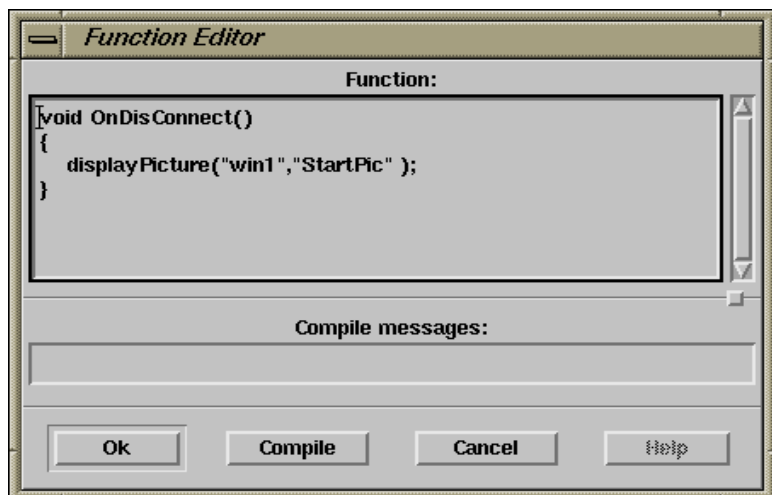 Function Editor
Function:
void OnDisConnect()
{
displayPicture("win1","StartPic" );
}
Compile messages:
Ok Compile Cancel Help